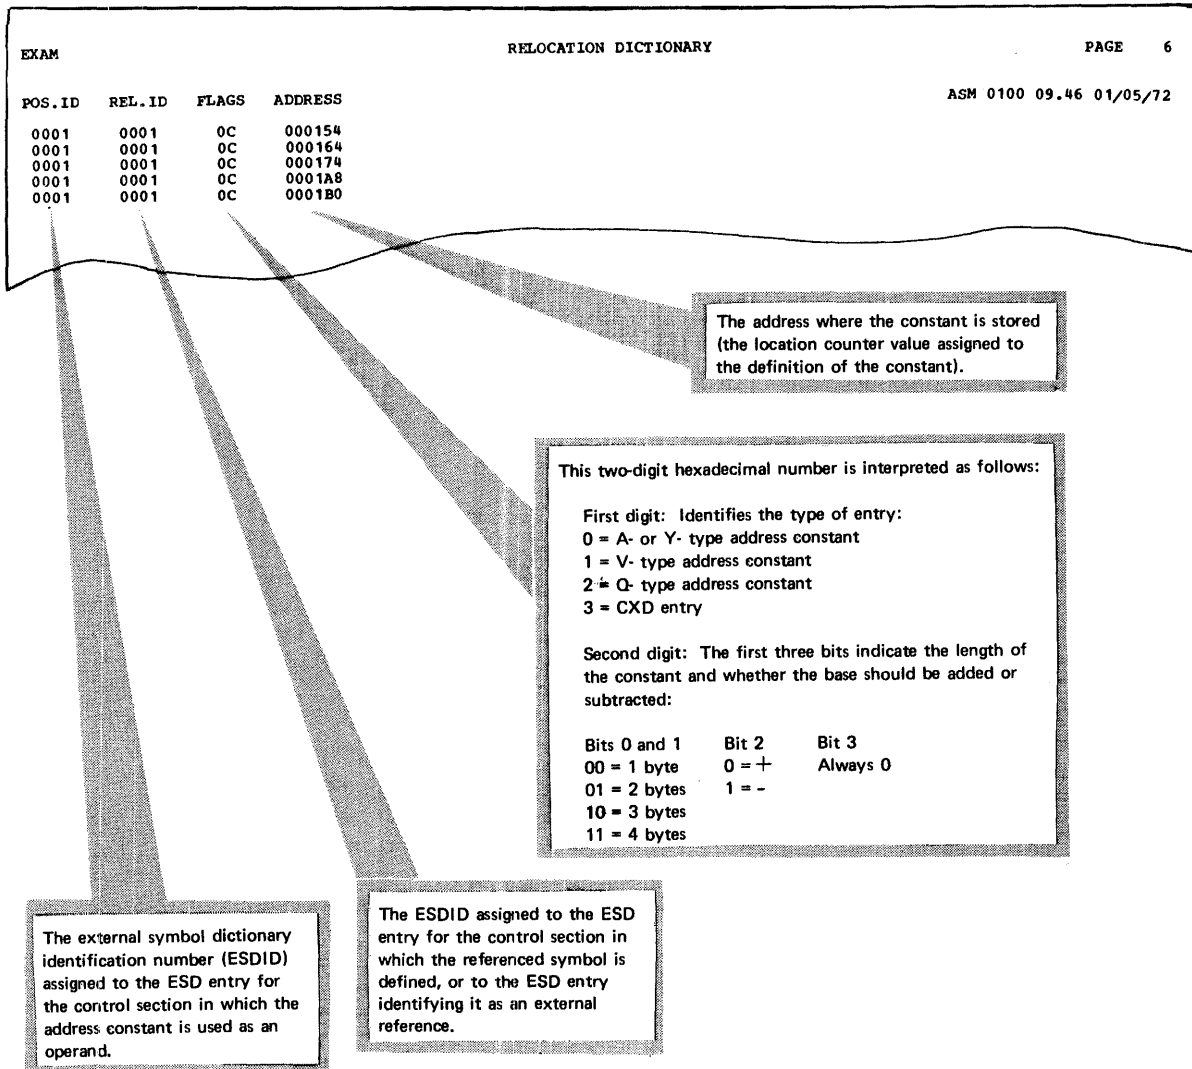 EXAM RELOCATION DICTIONARY PAGE 6
ASM 0100 09.46 01/05/72
POS.ID REL.ID FLAGS ADDRESS
0001 0001 0C 000154
0001 0001 0C 000164
0001 0001 0C 000174
0001 0001 0C 0001A8
0001 0001 0C 0001B0
The address where the constant is stored
(the location counter value assigned to
the definition of the constant).
This two-digit hexadecimal number is interpreted as follows:
First digit: Identifies the type of entry:
0 = A- or Y- type address constant
1 = V- type address constant
2 = Q- type address constant
3 = CXD entry
Second digit: The first three bits indicate the length of
the constant and whether the base should be added or
subtracted:
Bits 0 and 1 Bit 2 Bit 3
00 = 1 byte 0 = + Always 0
01 = 2 bytes 1 = -
10 = 3 bytes
11 = 4 bytes
The external symbol dictionary
identification number (ESDID)
assigned to the ESD entry for
the control section in which the
address constant is used as an
operand.
The ESDID assigned to the ESD
entry for the control section in
which the referenced symbol is
defined, or to the ESD entry
identifying it as an external
reference.